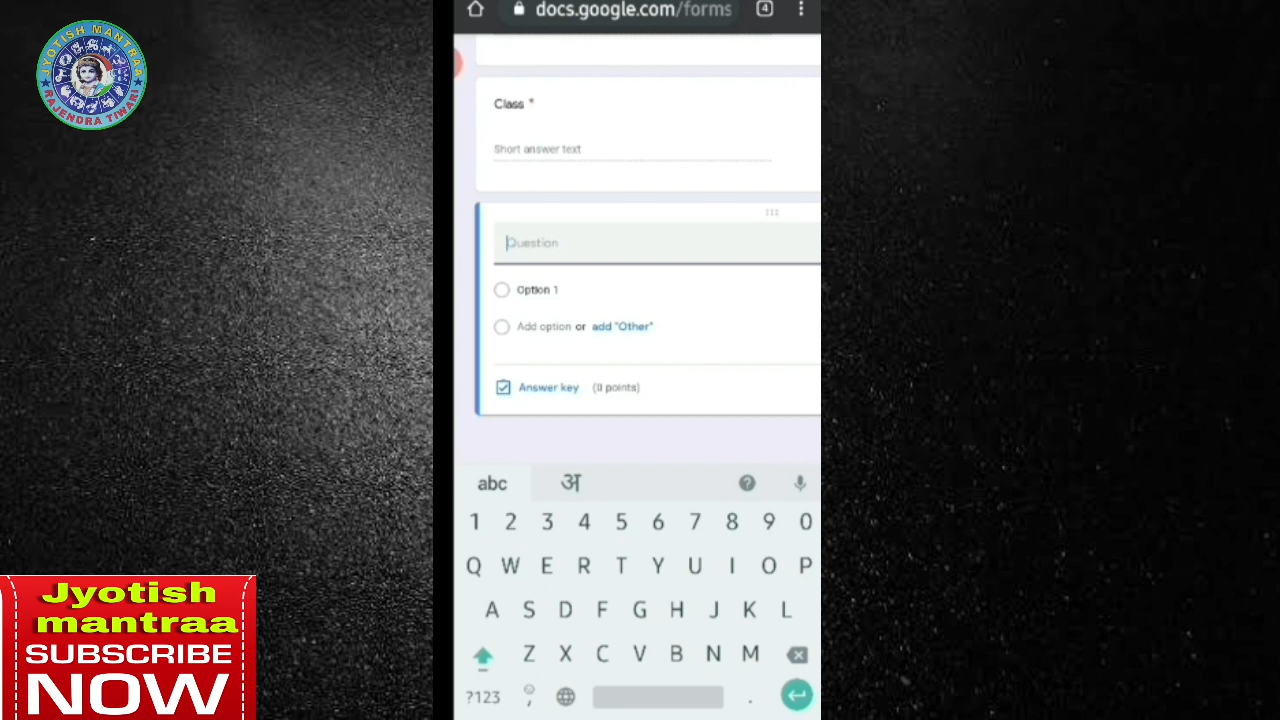 JYOTISH MANTRAA
RAJENDRA TIWARI
docs.google.com/forms
4
Class *
Short answer text
Question
Option 1
Add option or add "Other"
Answer key (0 points)
abc अ
1 2 3 4 5 6 7 8 9 0
Q W E R T Y U I O P
A S D F G H J K L
Z X C V B N M
?123 , .
Jyotish
mantraa
SUBSCRIBE
NOW